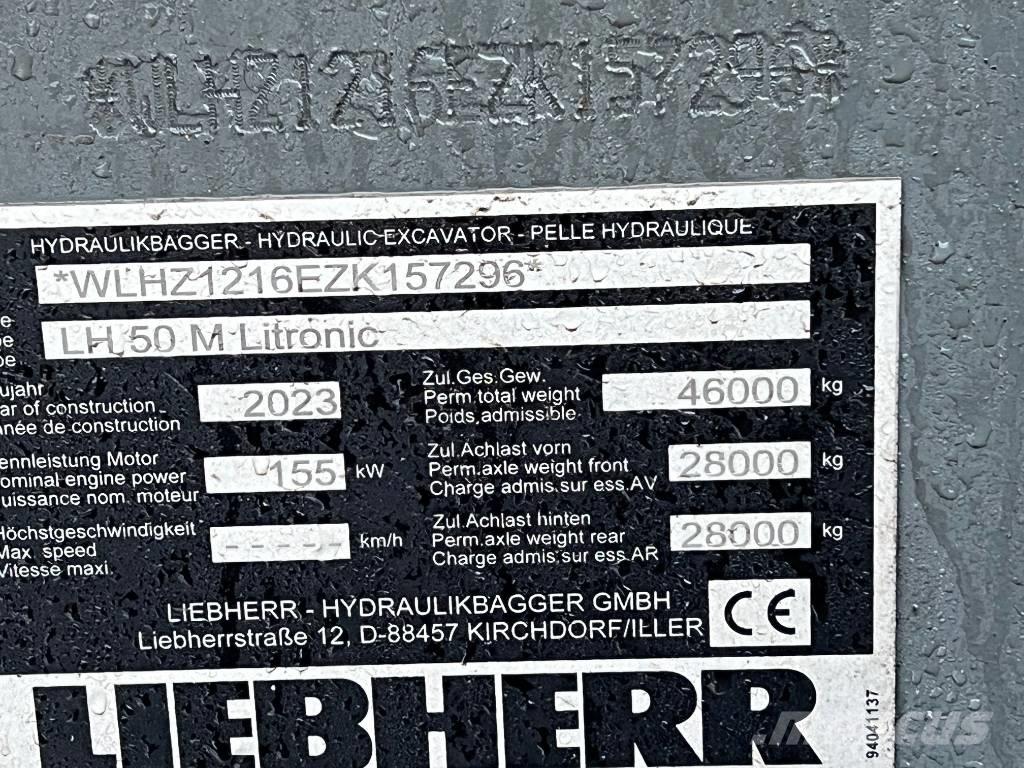 *WLHZ1216EZK157296*
HYDRAULIKBAGGER - HYDRAULIC-EXCAVATOR - PELLE HYDRAULIQUE
*WLHZ1216EZK157296*
LH 50 M Litronic
ujahr
ar of construction 2023
née de construction
Zul.Ges.Gew.
Perm.total weight 46000 kg
Poids,admissible
ennleistung Motor
ominal engine power 155 kW
uissance nom. moteur
Zul.Achlast vorn
Perm.axle weight front 28000 kg
Charge admis.sur ess.AV
Höchstgeschwindigkeit
Max. speed ----- km/h
Vitesse maxi.
Zul.Achlast hinten
Perm.axle weight rear 28000 kg
Charge admis.sur ess.AR
LIEBHERR - HYDRAULIKBAGGER GMBH
Liebherrstraße 12, D-88457 KIRCHDORF/ILLER
CE
LIEBHERR
94041137
Mascus